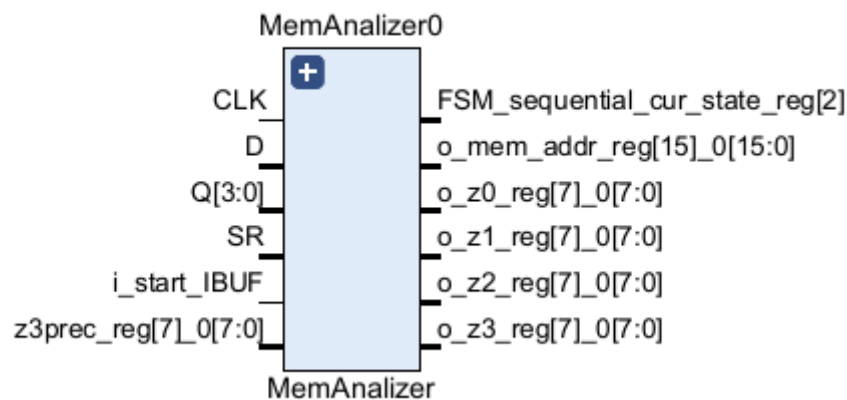 MemAnalizer0
CLK
FSM_sequential_cur_state_reg[2]
D
o_mem_addr_reg[15]_0[15:0]
Q[3:0]
o_z0_reg[7]_0[7:0]
SR
o_z1_reg[7]_0[7:0]
i_start_IBUF
o_z2_reg[7]_0[7:0]
z3prec_reg[7]_0[7:0]
o_z3_reg[7]_0[7:0]
MemAnalizer